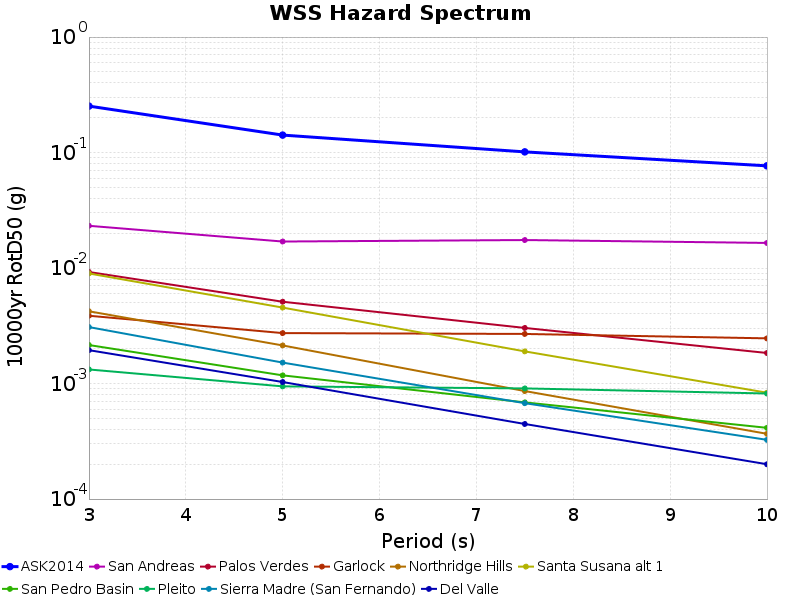 WSS Hazard Spectrum
10000yr RotD50 (g)
10^0
10^-1
10^-2
10^-3
10^-4
3 4 5 6 7 8 9 10
Period (s)
ASK2014 San Andreas Palos Verdes Garlock Northridge Hills Santa Susana alt 1
San Pedro Basin Pleito Sierra Madre (San Fernando) Del Valle